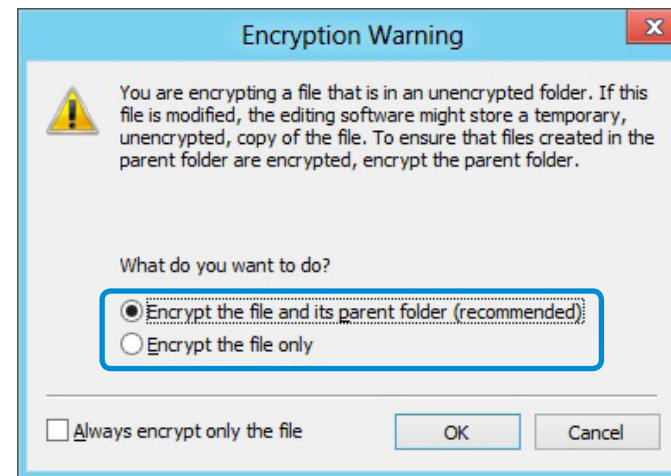 Encryption Warning
x
You are encrypting a file that is in an unencrypted folder. If this
file is modified, the editing software might store a temporary,
unencrypted, copy of the file. To ensure that files created in the
parent folder are encrypted, encrypt the parent folder.
What do you want to do?
Encrypt the file and its parent folder (recommended)
Encrypt the file only
Always encrypt only the file
OK
Cancel